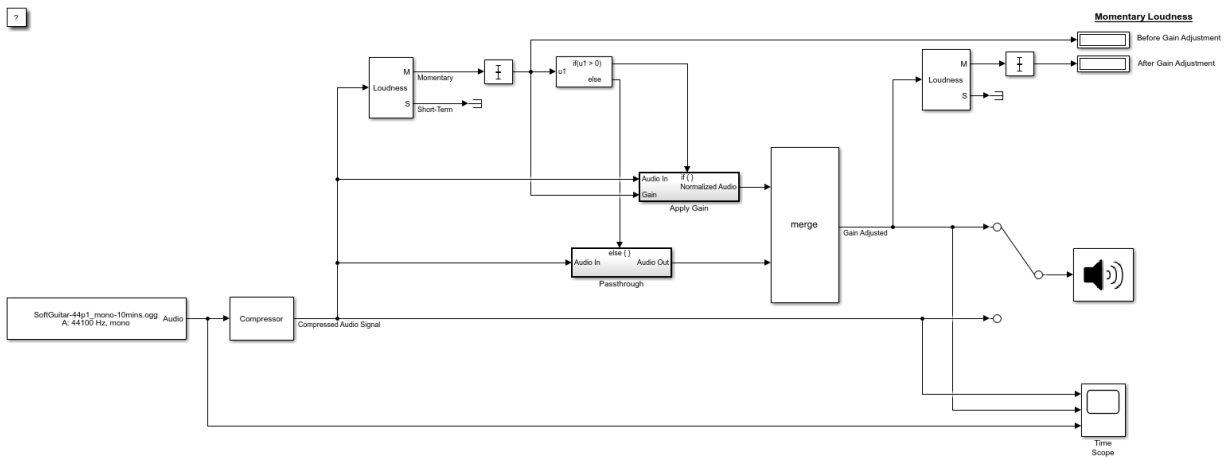 ?
Momentary Loudness
Before Gain Adjustment
After Gain Adjustment
M
Momentary
Loudness
S
Short-Term
if(u1 > 0)
u1
else
M
Loudness
S
Audio In
if { }
Normalized Audio
Gain
Apply Gain
merge
Gain Adjusted
else { }
Audio In
Audio Out
Passthrough
SoftGuitar-44p1_mono-10mins.ogg
A: 44100 Hz, mono
Audio
Compressor
Compressed Audio Signal
Time
Scope